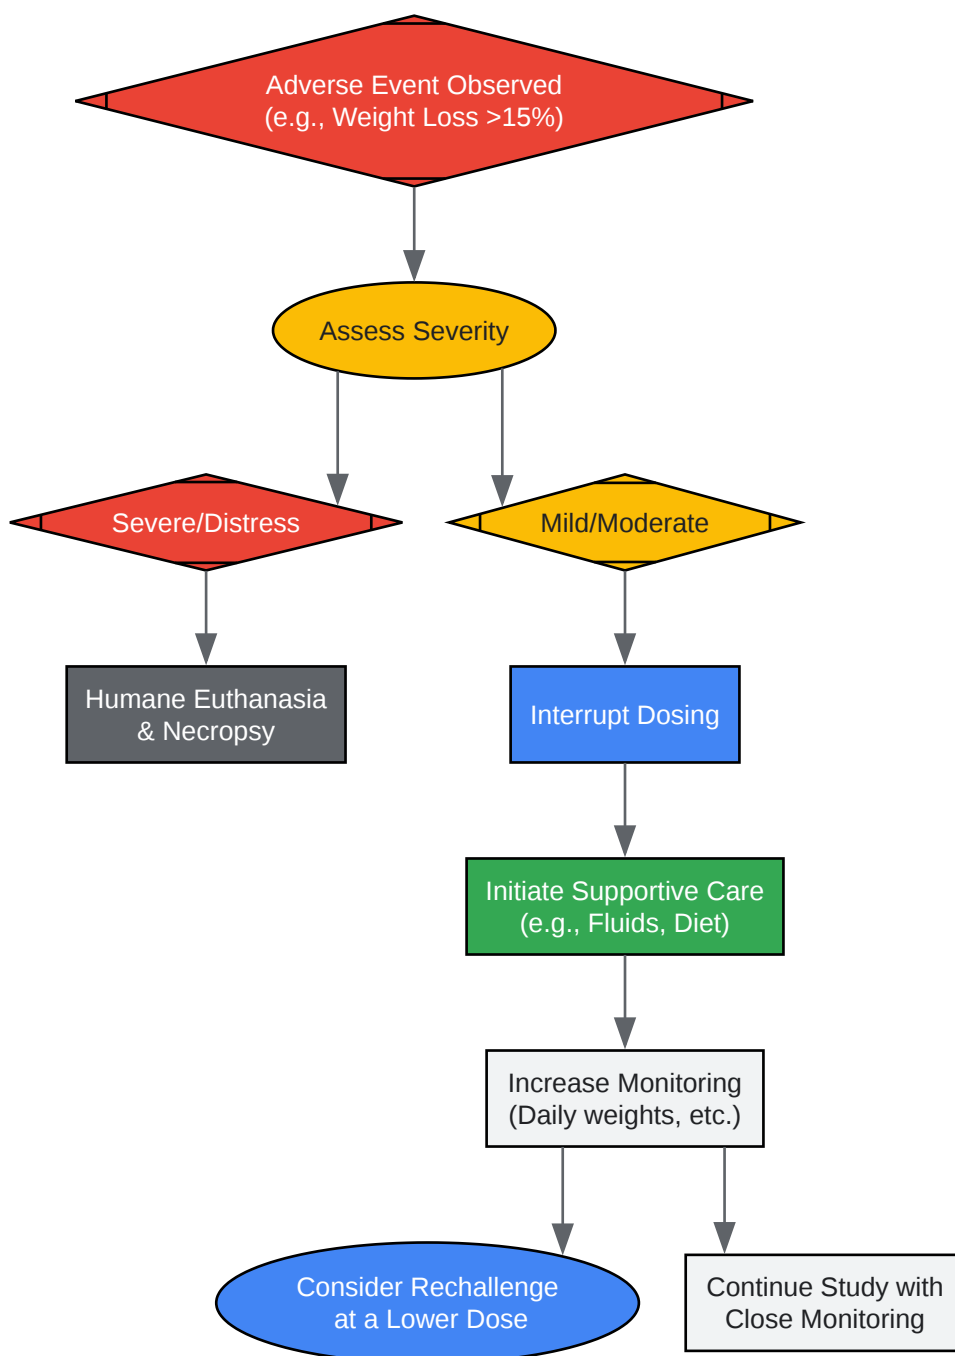 Adverse Event Observed
(e.g., Weight Loss >15%)
Assess Severity
Severe/Distress
Mild/Moderate
Humane Euthanasia
& Necropsy
Interrupt Dosing
Initiate Supportive Care
(e.g., Fluids, Diet)
Increase Monitoring
(Daily weights, etc.)
Consider Rechallenge
at a Lower Dose
Continue Study with
Close Monitoring